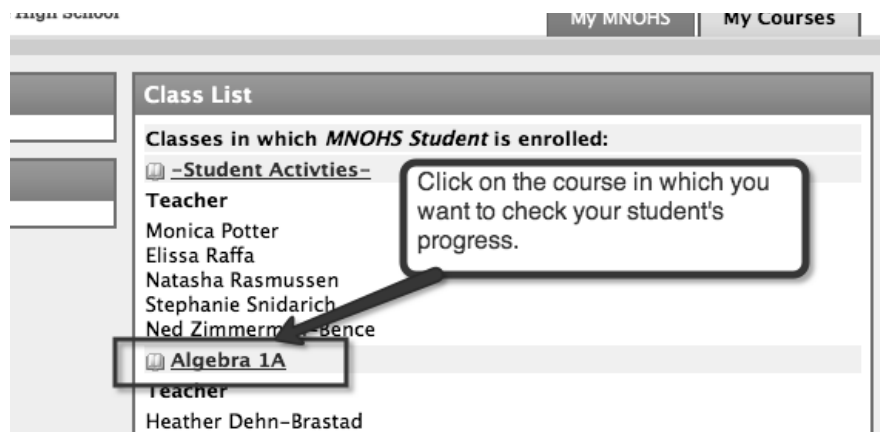 High School
My MNOHS
My Courses
Class List
Classes in which MNOHS Student is enrolled:
-Student Activties-
Click on the course in which you
want to check your student's
progress.
Teacher
Monica Potter
Elissa Raffa
Natasha Rasmussen
Stephanie Snidarich
Ned Zimmerman-Bence
Algebra 1A
Teacher
Heather Dehn-Brastad